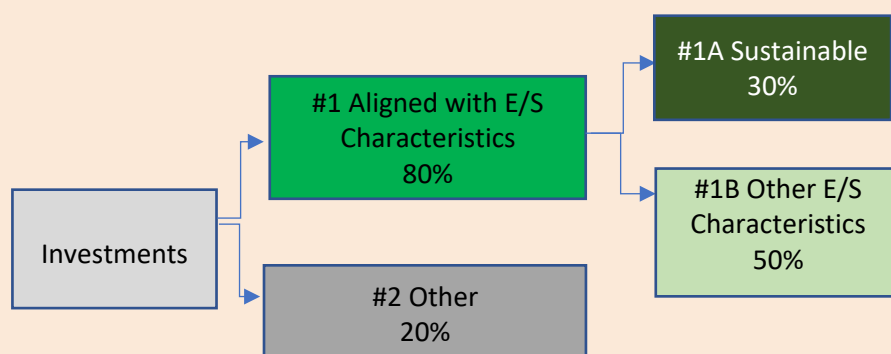 Investments
#1 Aligned with E/S
Characteristics
80%
#2 Other
20%
#1A Sustainable
30%
#1B Other E/S
Characteristics
50%